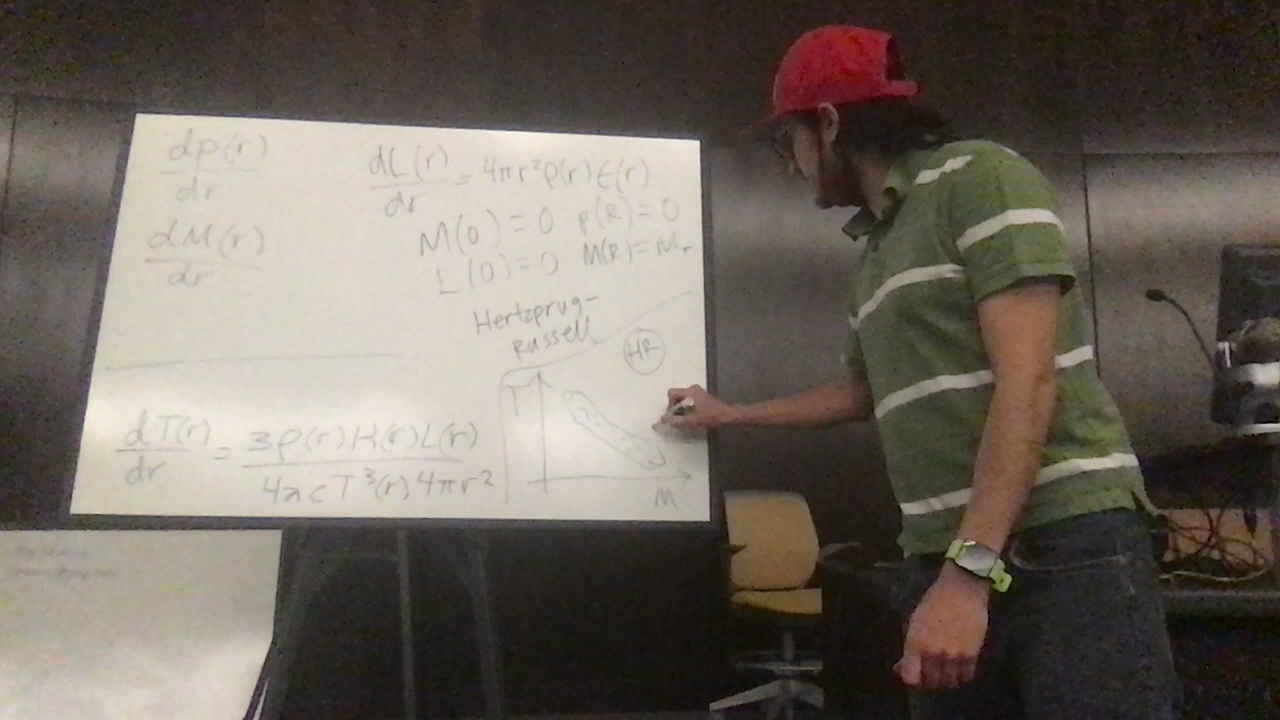 dρ(r)
dr
dM(r)
dr
dL(r)
dr
= 4πr²ρ(r)ε(r)
M(0) = 0 p(R) = 0
L(0) = 0 M(R) = Mᵣ
Hertzprug-
Russell
HR
T
M
dT(r)
dr
= 3ρ(r)K(r)L(r)
4acT³(r)4πr²